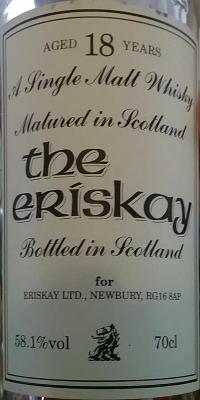 AGED 18 YEARS
A Single Malt Whisky
Matured in Scotland
the
eriskay
Bottled in Scotland
for
ERISKAY LTD., NEWBURY, RG16 8AP
58.1%vol 70cl